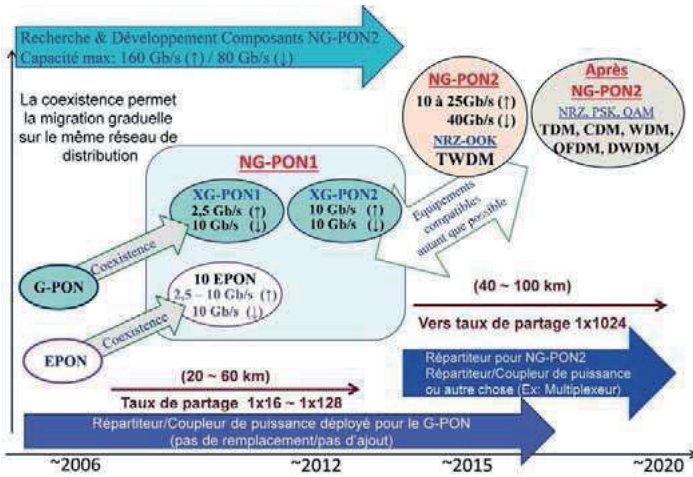 Recherche & Développement Composants NG-PON2
Capacité max: 160 Gb/s (↑) / 80 Gb/s (↓)
La coexistence permet
la migration graduelle
sur le même réseau de
distribution
NG-PON2
10 à 25Gb/s (↑)
40Gb/s (↓)
NRZ-OOK
TWDM
Après
NG-PON2
NRZ, PSK, QAM
TDM, CDM, WDM,
OFDM, DWDM
NG-PON1
XG-PON1
2,5 Gb/s (↑)
10 Gb/s (↓)
XG-PON2
10 Gb/s (↑)
10 Gb/s (↓)
Equipements
compatibles
autant que possible
Coexistence
G-PON
10 EPON
2,5 – 10 Gb/s (↑)
10 Gb/s (↓)
Coexistence
EPON
(40 ~ 100 km)
Vers taux de partage 1x1024
(20 ~ 60 km)
Taux de partage 1x16 ~ 1x128
Répartiteur pour NG-PON2
Répartiteur/Coupleur de puissance
ou autre chose (Ex: Multiplexeur)
Répartiteur/Coupleur de puissance déployé pour le G-PON
(pas de remplacement/pas d'ajout)
~2006
~2012
~2015
~2020